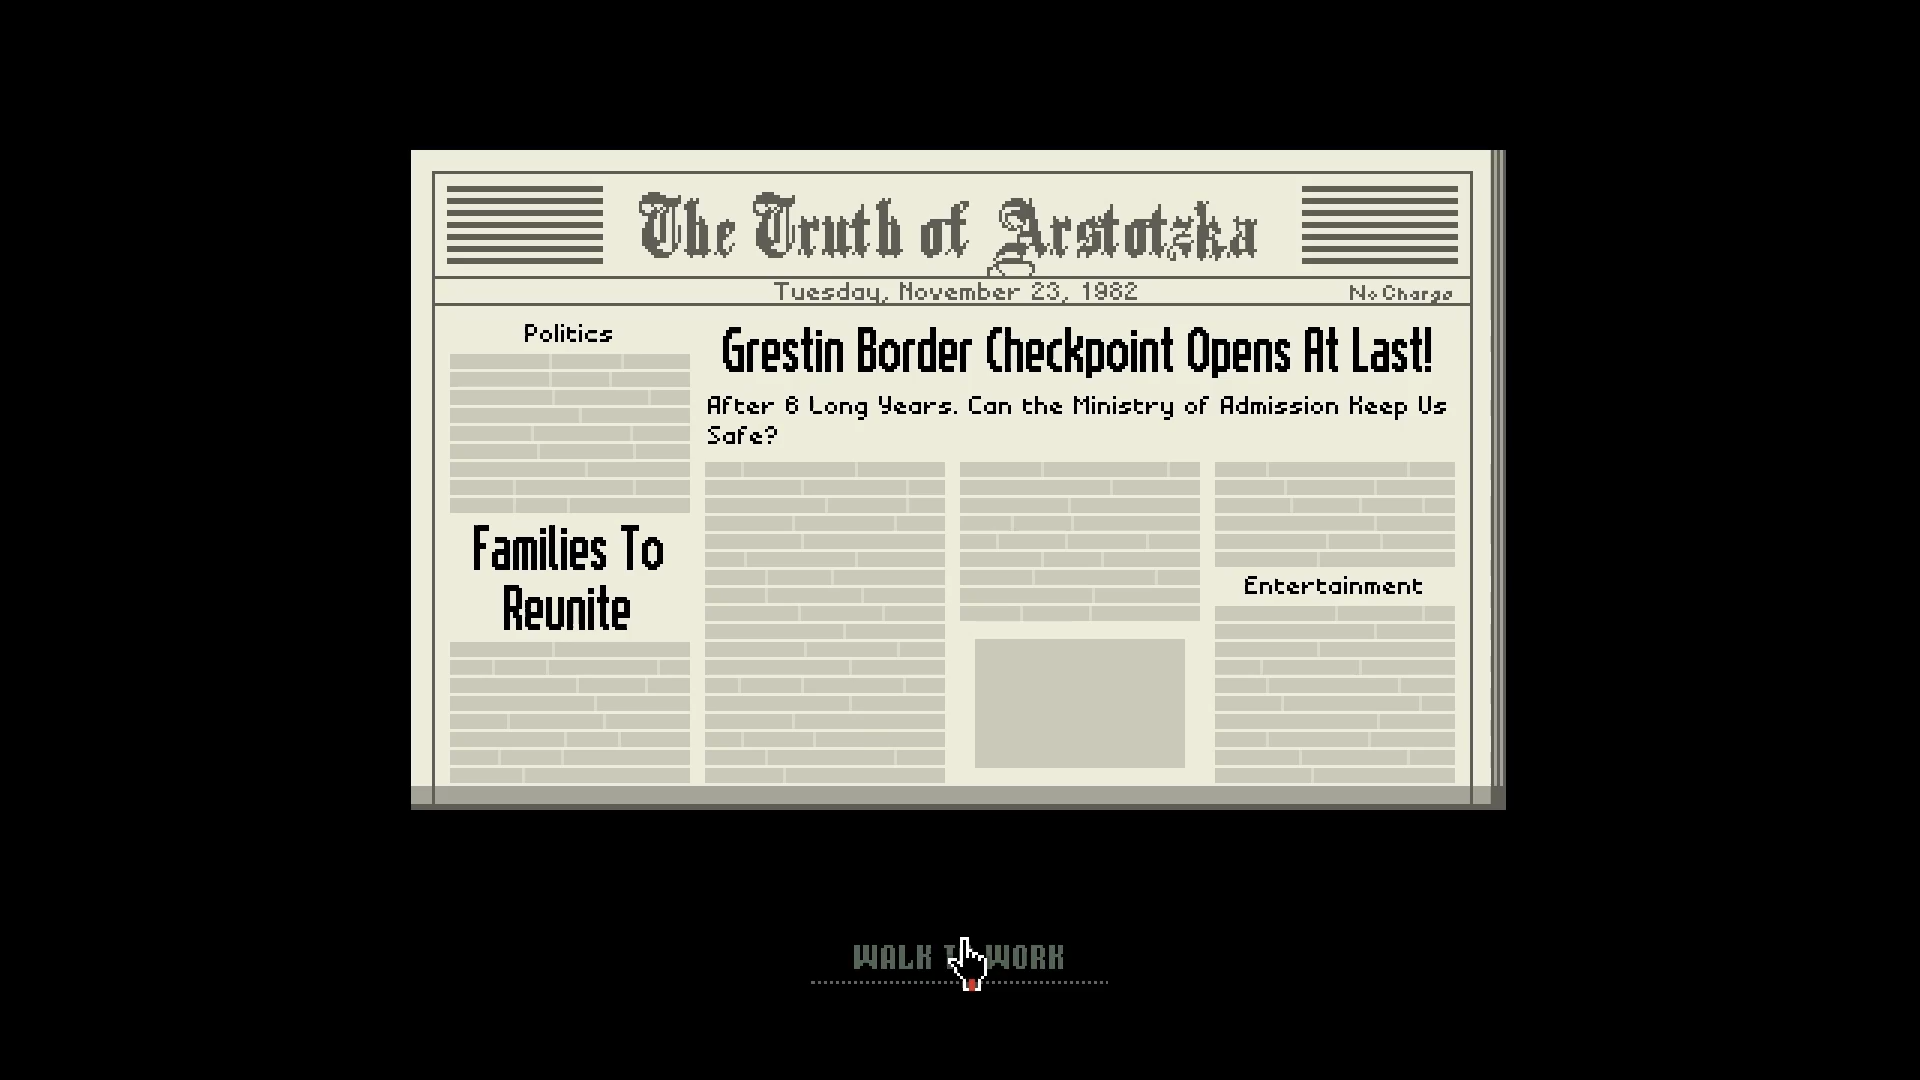 The Truth of Arstotzka
Tuesday, November 23, 1982
No Charge
Politics
Families To
Reunite
Grestin Border Checkpoint Opens At Last!
After 6 Long Years. Can the Ministry of Admission Keep Us
Safe?
Entertainment
WALK TO WORK